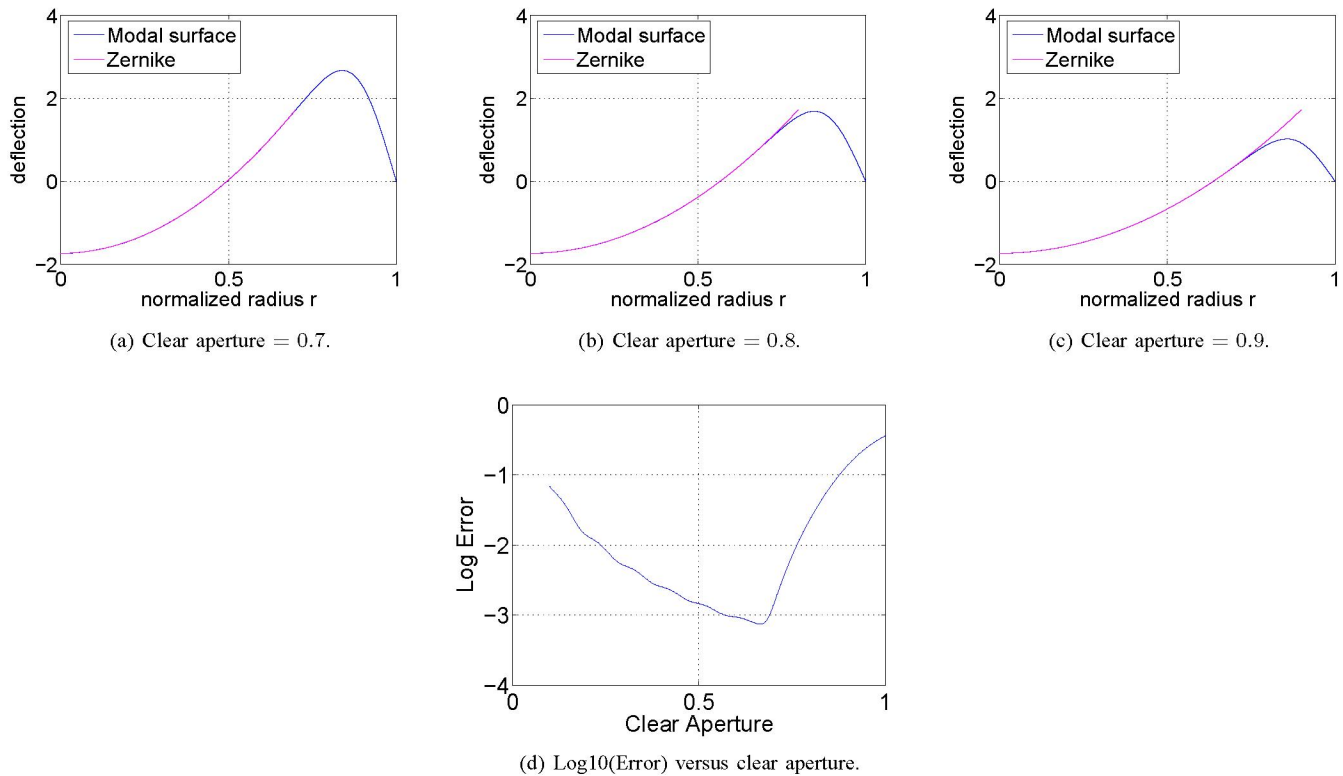 4
2
0
−2
deflection
Modal surface
Zernike
0
0.5
1
normalized radius r
(a) Clear aperture = 0.7.
4
2
0
−2
deflection
Modal surface
Zernike
0
0.5
1
normalized radius r
(b) Clear aperture = 0.8.
4
2
0
−2
deflection
Modal surface
Zernike
0
0.5
1
normalized radius r
(c) Clear aperture = 0.9.
0
−1
−2
−3
−4
Log Error
0
0.5
1
Clear Aperture
(d) Log10(Error) versus clear aperture.